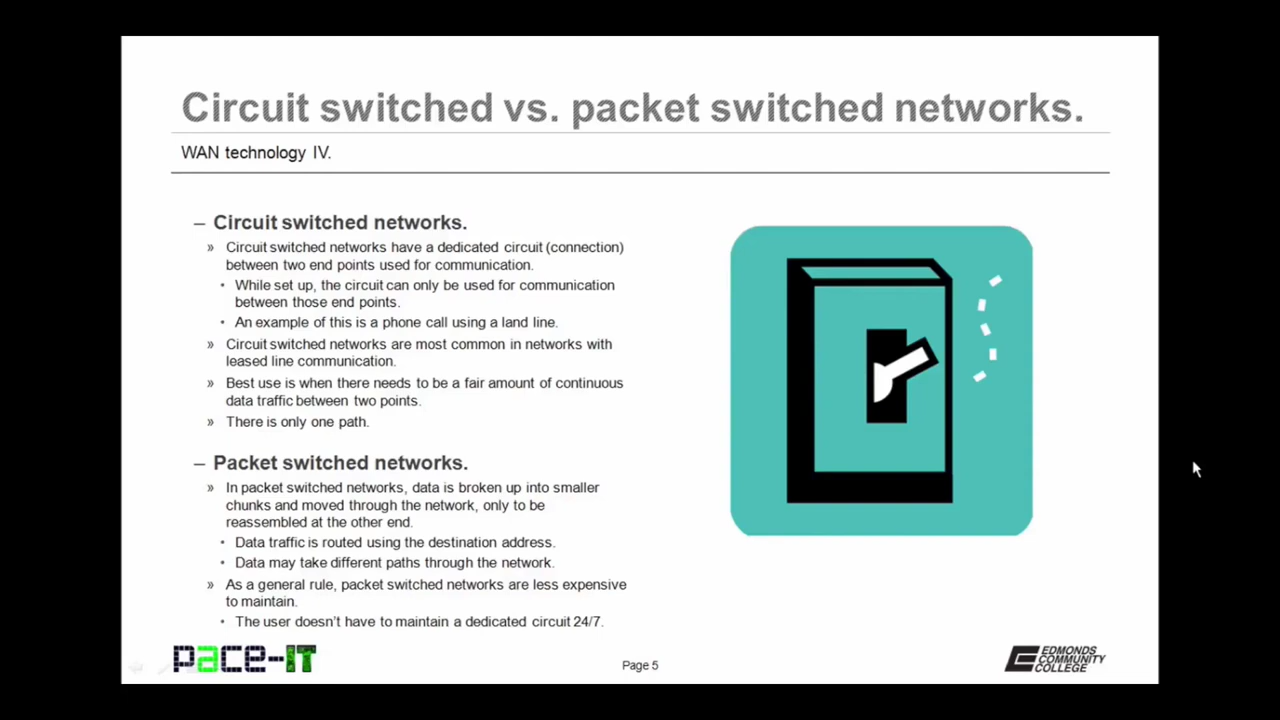 Circuit switched vs. packet switched networks.
WAN technology IV.
– Circuit switched networks.
» Circuit switched networks have a dedicated circuit (connection)
between two end points used for communication.
• While set up, the circuit can only be used for communication
between those end points.
• An example of this is a phone call using a land line.
» Circuit switched networks are most common in networks with
leased line communication.
» Best use is when there needs to be a fair amount of continuous
data traffic between two points.
» There is only one path.
– Packet switched networks.
» In packet switched networks, data is broken up into smaller
chunks and moved through the network, only to be
reassembled at the other end.
• Data traffic is routed using the destination address.
• Data may take different paths through the network.
» As a general rule, packet switched networks are less expensive
to maintain.
• The user doesn’t have to maintain a dedicated circuit 24/7.
pace-IT
Page 5
EDMONDS
COMMUNITY
COLLEGE